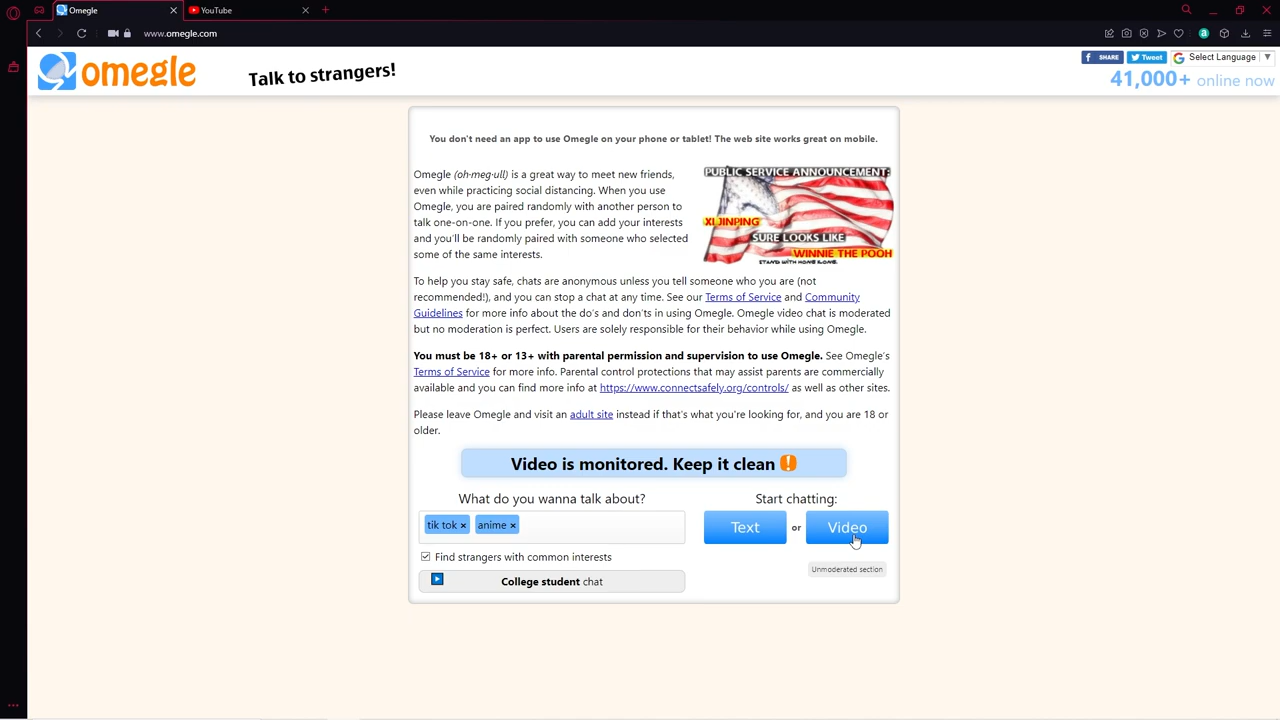 Omegle
YouTube
www.omegle.com
omegle
Talk to strangers!
SHARE
Tweet
Select Language
41,000+ online now
You don't need an app to use Omegle on your phone or tablet! The web site works great on mobile.
Omegle (oh·meg·ull) is a great way to meet new friends,
even while practicing social distancing. When you use
Omegle, you are paired randomly with another person to
talk one-on-one. If you prefer, you can add your interests
and you'll be randomly paired with someone who selected
some of the same interests.
PUBLIC SERVICE ANNOUNCEMENT:
XI JINPING
SURE LOOKS LIKE
WINNIE THE POOH
STAND WITH HONG KONG.
To help you stay safe, chats are anonymous unless you tell someone who you are (not
recommended!), and you can stop a chat at any time. See our Terms of Service and Community
Guidelines for more info about the do's and don'ts in using Omegle. Omegle video chat is moderated
but no moderation is perfect. Users are solely responsible for their behavior while using Omegle.
You must be 18+ or 13+ with parental permission and supervision to use Omegle. See Omegle's
Terms of Service for more info. Parental control protections that may assist parents are commercially
available and you can find more info at https://www.connectsafely.org/controls/ as well as other sites.
Please leave Omegle and visit an adult site instead if that's what you're looking for, and you are 18 or
older.
Video is monitored. Keep it clean !
What do you wanna talk about?
Start chatting:
tik tok ×
anime ×
Text
or
Video
Find strangers with common interests
Unmoderated section
College student chat